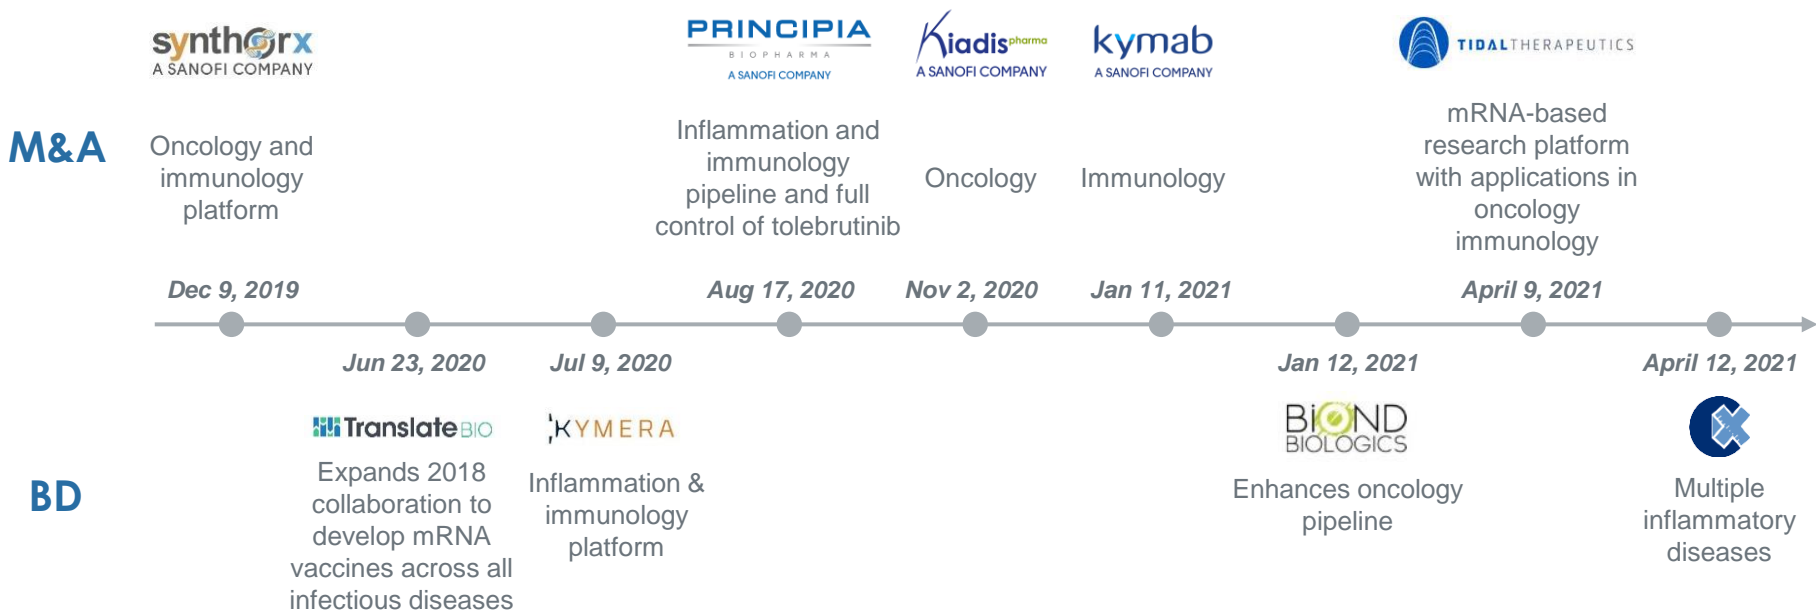 synthorx
A SANOFI COMPANY
PRINCIPIA
BIOPHARMA
A SANOFI COMPANY
Kiadis pharma
A SANOFI COMPANY
kymab
A SANOFI COMPANY
TIDALTHERAPEUTICS
M&A
Oncology and
immunology
platform
Inflammation and
immunology
pipeline and full
control of tolebrutinib
Oncology
Immunology
mRNA-based
research platform
with applications in
oncology
immunology
Dec 9, 2019
Aug 17, 2020
Nov 2, 2020
Jan 11, 2021
April 9, 2021
Jun 23, 2020
Jul 9, 2020
Jan 12, 2021
April 12, 2021
BD
Translate BIO
Expands 2018
collaboration to
develop mRNA
vaccines across all
infectious diseases
KYMERA
Inflammation &
immunology
platform
BiOND
BIOLOGICS
Enhances oncology
pipeline
Multiple
inflammatory
diseases